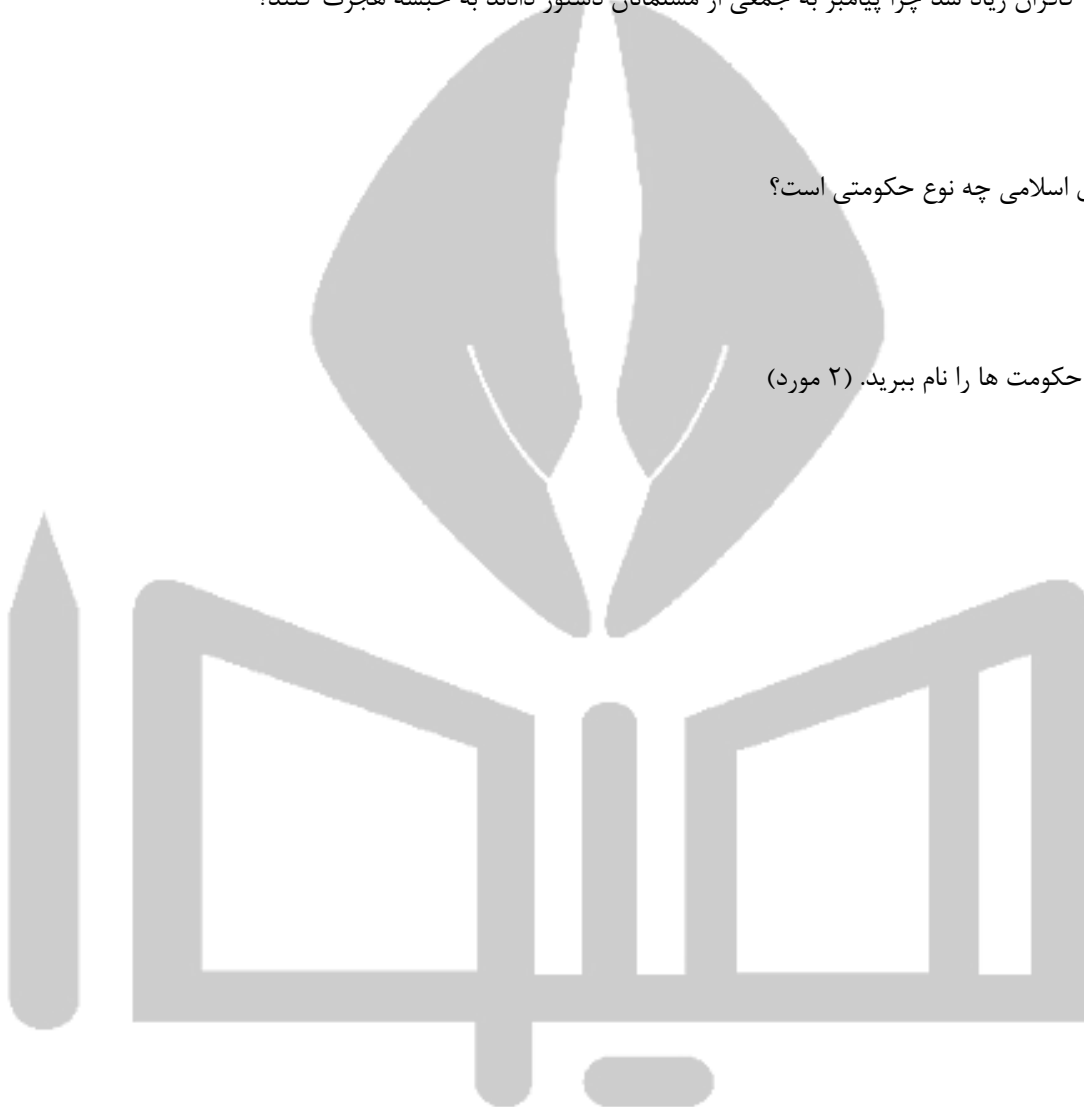 کافران زیاد شد چرا پیامبر به جمعی از مسلمانان دستور دادند به حبشه هجرت کنند؟
اسلامی چه نوع حکومتی است؟
حکومت ها را نام ببرید. (۲ مورد)